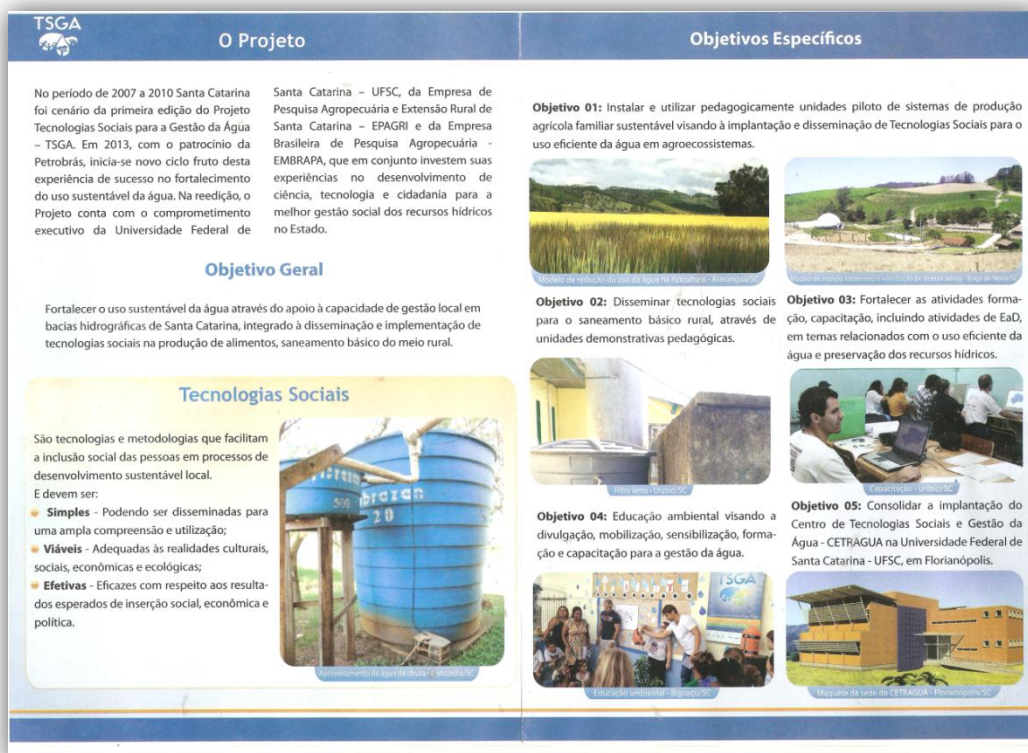 TSGA
O Projeto
No período de 2007 a 2010 Santa Catarina
foi cenário da primeira edição do Projeto
Tecnologias Sociais para a Gestão da Água
– TSGA. Em 2013, com o patrocínio da
Petrobrás, inicia-se novo ciclo fruto desta
experiência de sucesso no fortalecimento
do uso sustentável da água. Na reedição, o
Projeto conta com o comprometimento
executivo da Universidade Federal de
Santa Catarina – UFSC, da Empresa de
Pesquisa Agropecuária e Extensão Rural de
Santa Catarina – EPAGRI e da Empresa
Brasileira de Pesquisa Agropecuária -
EMBRAPA, que em conjunto investem suas
experiências no desenvolvimento de
ciência, tecnologia e cidadania para a
melhor gestão social dos recursos hídricos
no Estado.
Objetivo Geral
Fortalecer o uso sustentável da água através do apoio à capacidade de gestão local em
bacias hidrográficas de Santa Catarina, integrado à disseminação e implementação de
tecnologias sociais na produção de alimentos, saneamento básico do meio rural.
Tecnologias Sociais
São tecnologias e metodologias que facilitam
a inclusão social das pessoas em processos de
desenvolvimento sustentável local.
E devem ser:
Simples - Podendo ser disseminadas para
uma ampla compreensão e utilização;
Viáveis - Adequadas às realidades culturais,
sociais, econômicas e ecológicas;
Efetivas - Eficazes com respeito aos resulta-
dos esperados de inserção social, econômica e
política.
500
20
Aproveitamento da água da chuva - Concórdia/SC
Objetivos Específicos
Objetivo 01: Instalar e utilizar pedagogicamente unidades piloto de sistemas de produção
agrícola familiar sustentável visando à implantação e disseminação de Tecnologias Sociais para o
uso eficiente da água em agroecossistemas.
Modelo de redução do uso da água na rizicultura - Araranguá/SC
Objetivo 02: Disseminar tecnologias sociais
para o saneamento básico rural, através de
unidades demonstrativas pedagógicas.
Filtro lento - Urubici/SC
Objetivo 03: Fortalecer as atividades forma-
ção, capacitação, incluindo atividades de EaD,
em temas relacionados com o uso eficiente da
água e preservação dos recursos hídricos.
Capacitação - Uribici/SC
Objetivo 04: Educação ambiental visando a
divulgação, mobilização, sensibilização, forma-
ção e capacitação para a gestão da água.
TSGA
Educação ambiental - Biguaçu/SC
Objetivo 05: Consolidar a implantação do
Centro de Tecnologias Sociais e Gestão da
Água - CETRAGUA na Universidade Federal de
Santa Catarina - UFSC, em Florianópolis.
Maquete da sede da CETRAGUA - Florianópolis/SC